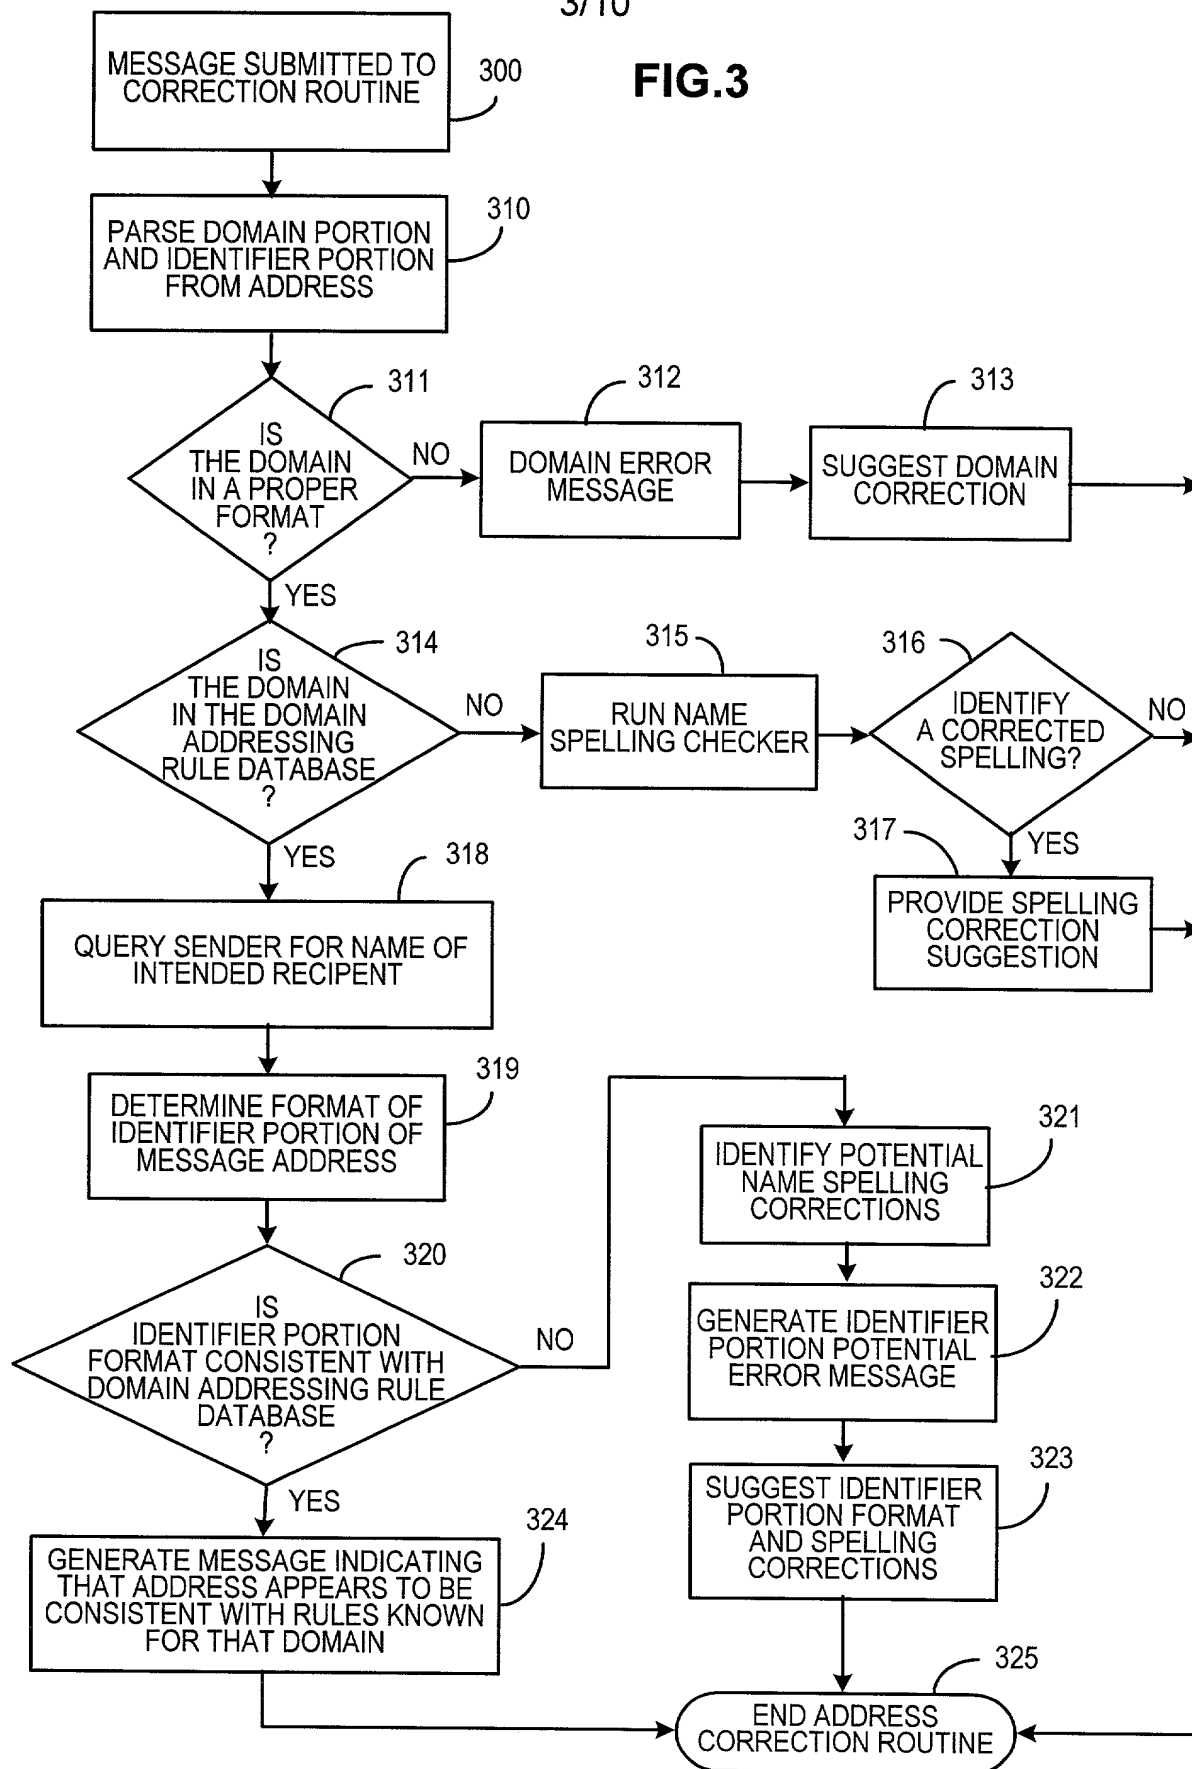 3/10
FIG.3
MESSAGE SUBMITTED TO
CORRECTION ROUTINE
300
PARSE DOMAIN PORTION
AND IDENTIFIER PORTION
FROM ADDRESS
310
IS
THE DOMAIN
IN A PROPER
FORMAT
?
311
NO
DOMAIN ERROR
MESSAGE
312
SUGGEST DOMAIN
CORRECTION
313
YES
IS
THE DOMAIN
IN THE DOMAIN
ADDRESSING
RULE DATABASE
?
314
NO
RUN NAME
SPELLING CHECKER
315
IDENTIFY
A CORRECTED
SPELLING?
316
NO
YES
317
PROVIDE SPELLING
CORRECTION
SUGGESTION
YES
318
QUERY SENDER FOR NAME OF
INTENDED RECIPENT
319
DETERMINE FORMAT OF
IDENTIFIER PORTION OF
MESSAGE ADDRESS
320
IS
IDENTIFIER PORTION
FORMAT CONSISTENT WITH
DOMAIN ADDRESSING RULE
DATABASE
?
NO
321
IDENTIFY POTENTIAL
NAME SPELLING
CORRECTIONS
322
GENERATE IDENTIFIER
PORTION POTENTIAL
ERROR MESSAGE
323
SUGGEST IDENTIFIER
PORTION FORMAT
AND SPELLING
CORRECTIONS
YES
324
GENERATE MESSAGE INDICATING
THAT ADDRESS APPEARS TO BE
CONSISTENT WITH RULES KNOWN
FOR THAT DOMAIN
325
END ADDRESS
CORRECTION ROUTINE